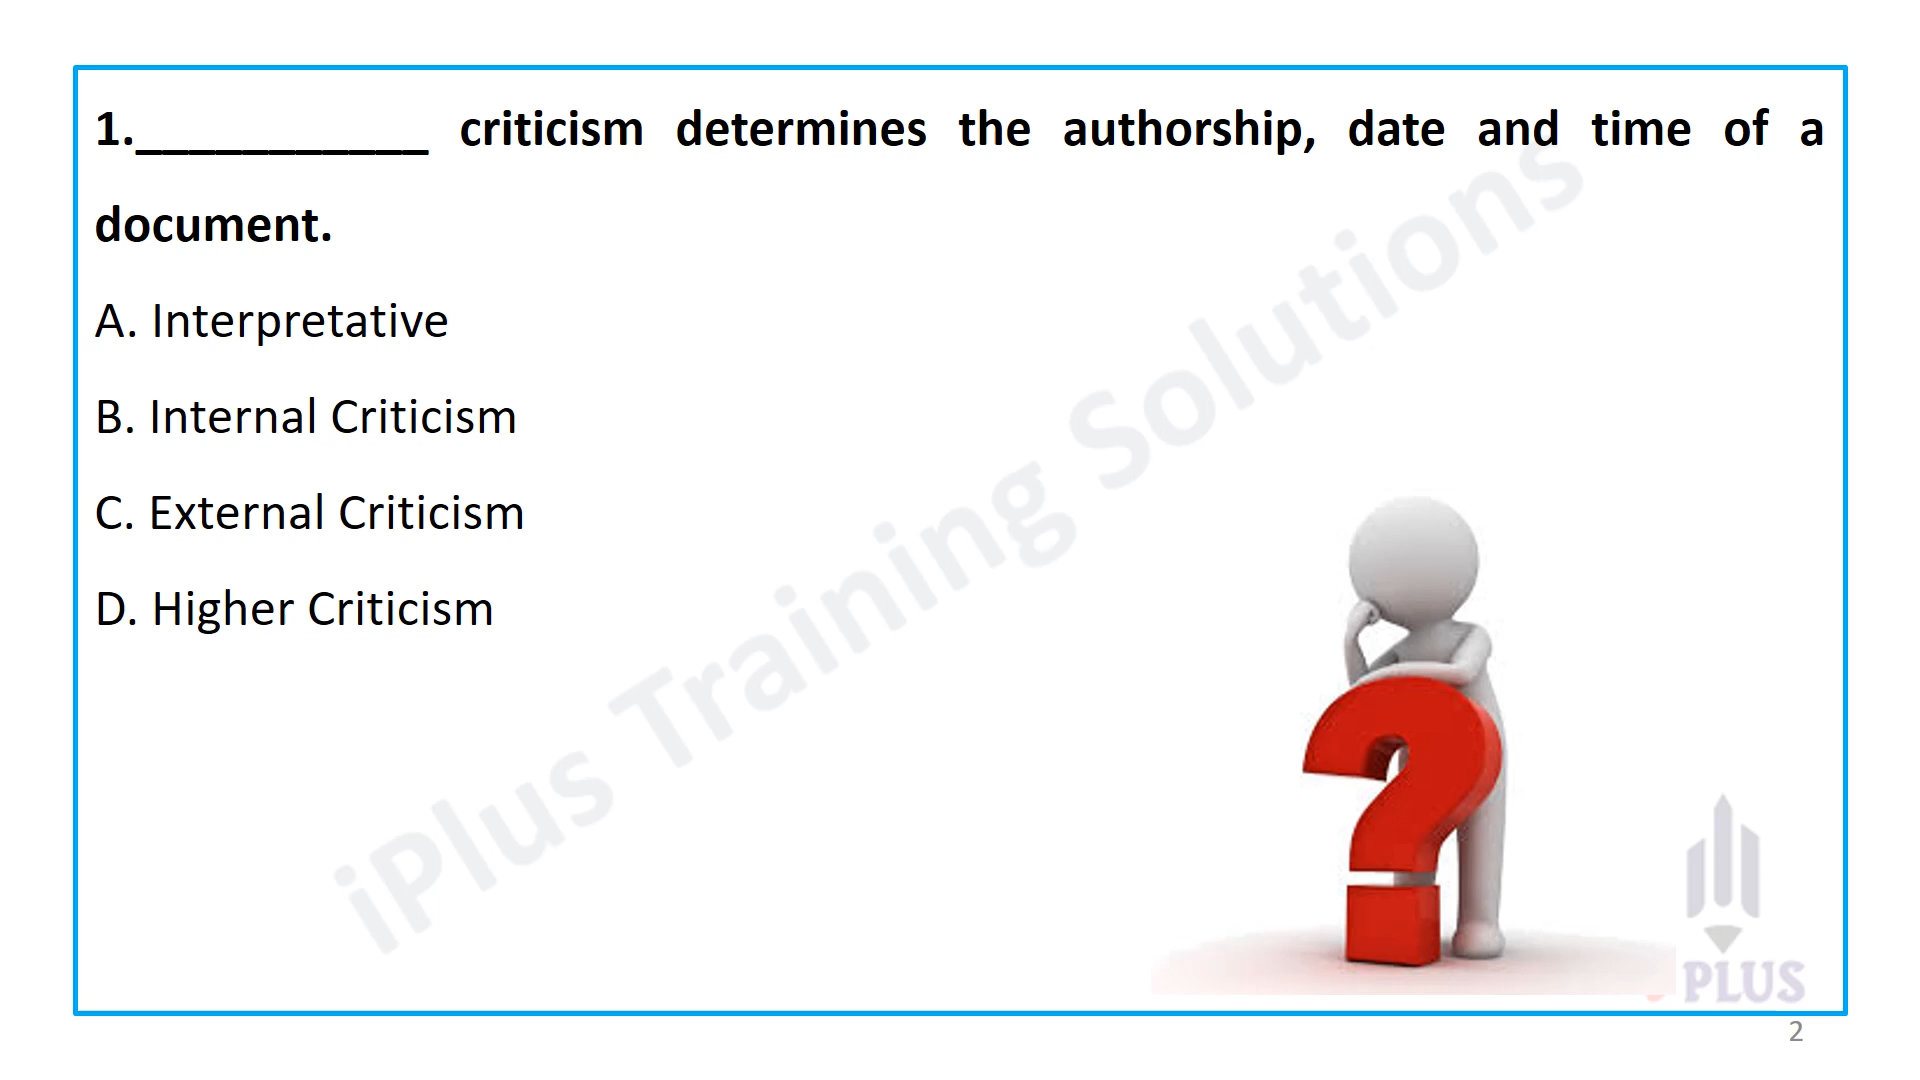 1.___________ criticism determines the authorship, date and time of a
document.
A. Interpretative
B. Internal Criticism
C. External Criticism
D. Higher Criticism
iPlus Training Solutions
PLUS
2